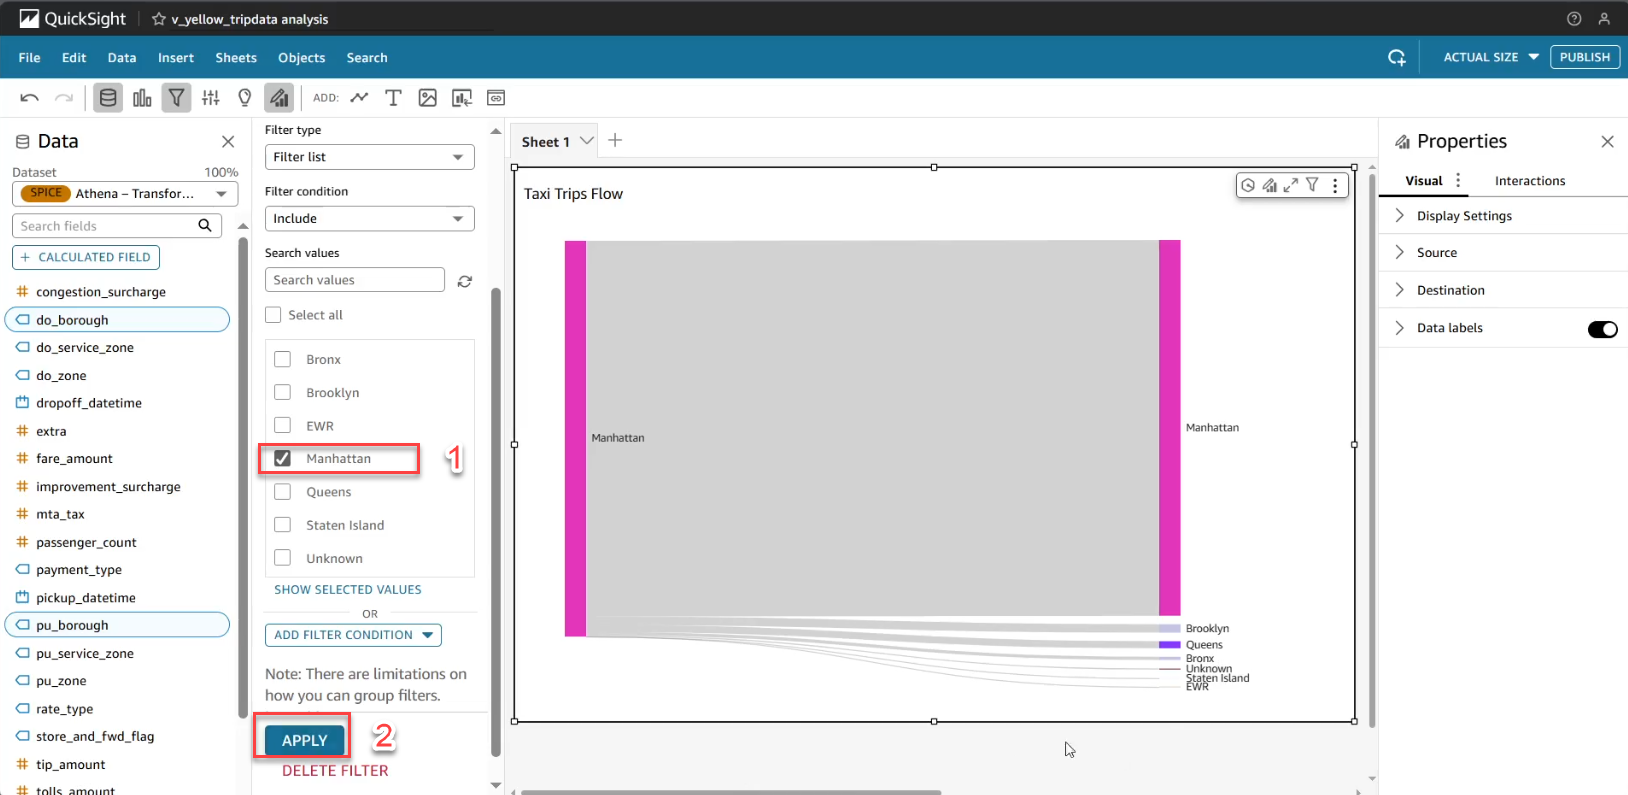 QuickSight
v_yellow_tripdata analysis
File Edit Data Insert Sheets Objects Search
ACTUAL SIZE
PUBLISH
ADD:
Data
Dataset 100%
SPICE Athena – Transfor...
Search fields
+ CALCULATED FIELD
congestion_surcharge
do_borough
do_service_zone
do_zone
dropoff_datetime
extra
fare_amount
improvement_surcharge
mta_tax
passenger_count
payment_type
pickup_datetime
pu_borough
pu_service_zone
pu_zone
rate_type
store_and_fwd_flag
tip_amount
tolls_amount
Filter type
Filter list
Filter condition
Include
Search values
Search values
Select all
Bronx
Brooklyn
EWR
Manhattan
1
Queens
Staten Island
Unknown
SHOW SELECTED VALUES
OR
ADD FILTER CONDITION
Note: There are limitations on
how you can group filters.
APPLY
2
DELETE FILTER
Sheet 1
Taxi Trips Flow
Manhattan
Manhattan
Brooklyn
Queens
Bronx
Unknown
Staten Island
EWR
Properties
Visual Interactions
Display Settings
Source
Destination
Data labels